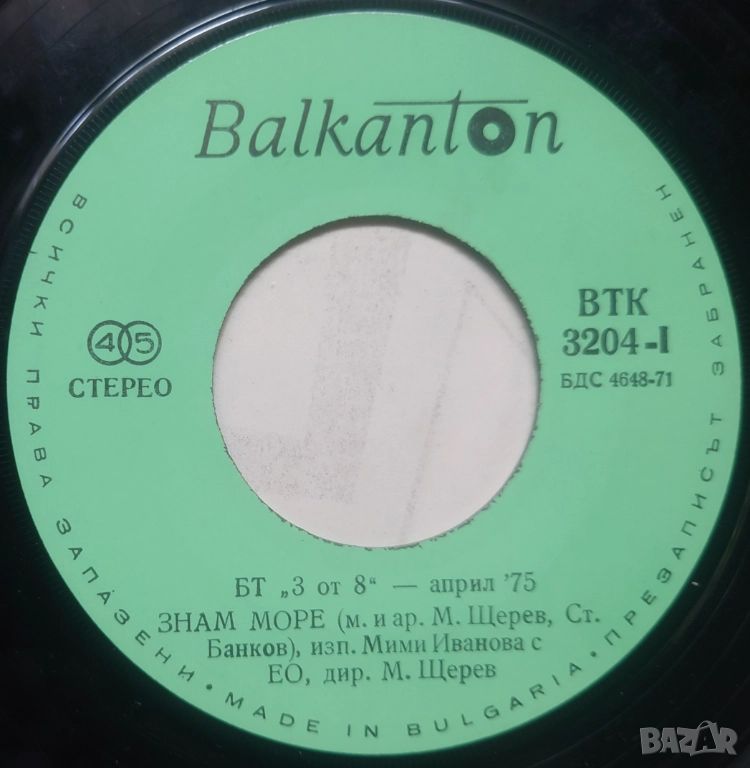 Balkanton
45
СТЕРЕО
ВТК
3204-I
БДС 4648-71
БТ „3 от 8“ — април '75
ЗНАМ МОРЕ (м. и ар. М. Щерев, Ст.
Банков), изп. Мими Иванова с
ЕО, дир. М. Щерев
ВСИЧКИ ПРАВА ЗАПАЗЕНИ • MADE IN BULGARIA • ПРЕЗАПИСЪТ ЗАБРАНЕН
BAZAR